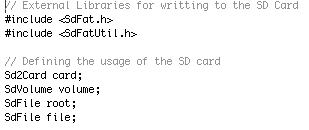 // External Libraries for writting to the SD Card
#include <SdFat.h>
#include <SdFatUtil.h>
// Defining the usage of the SD card
Sd2Card card;
SdVolume volume;
SdFile root;
SdFile file;